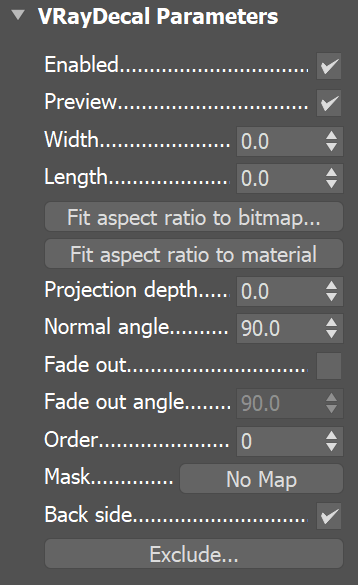 VRayDecal Parameters
Enabled
Preview
Width 0.0
Length 0.0
Fit aspect ratio to bitmap...
Fit aspect ratio to material
Projection depth 0.0
Normal angle 90.0
Fade out
Fade out angle 90.0
Order 0
Mask No Map
Back side
Exclude...